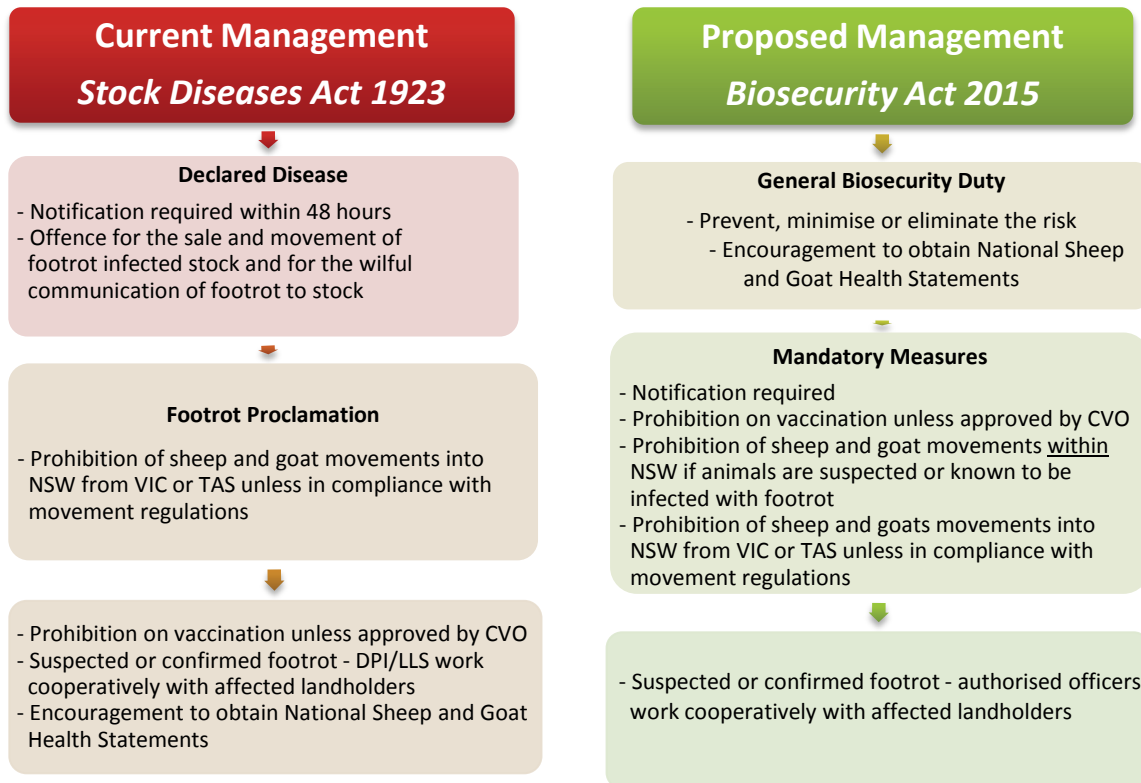 Current Management
Stock Diseases Act 1923
Declared Disease
- Notification required within 48 hours
- Offence for the sale and movement of
footrot infected stock and for the wilful
communication of footrot to stock
Footrot Proclamation
- Prohibition of sheep and goat movements into
NSW from VIC or TAS unless in compliance with
movement regulations
- Prohibition on vaccination unless approved by CVO
- Suspected or confirmed footrot - DPI/LLS work
cooperatively with affected landholders
- Encouragement to obtain National Sheep and Goat
Health Statements
Proposed Management
Biosecurity Act 2015
General Biosecurity Duty
- Prevent, minimise or eliminate the risk
- Encouragement to obtain National Sheep
and Goat Health Statements
Mandatory Measures
- Notification required
- Prohibition on vaccination unless approved by CVO
- Prohibition of sheep and goat movements within
NSW if animals are suspected or known to be
infected with footrot
- Prohibition of sheep and goats movements into
NSW from VIC or TAS unless in compliance with
movement regulations
- Suspected or confirmed footrot - authorised officers
work cooperatively with affected landholders